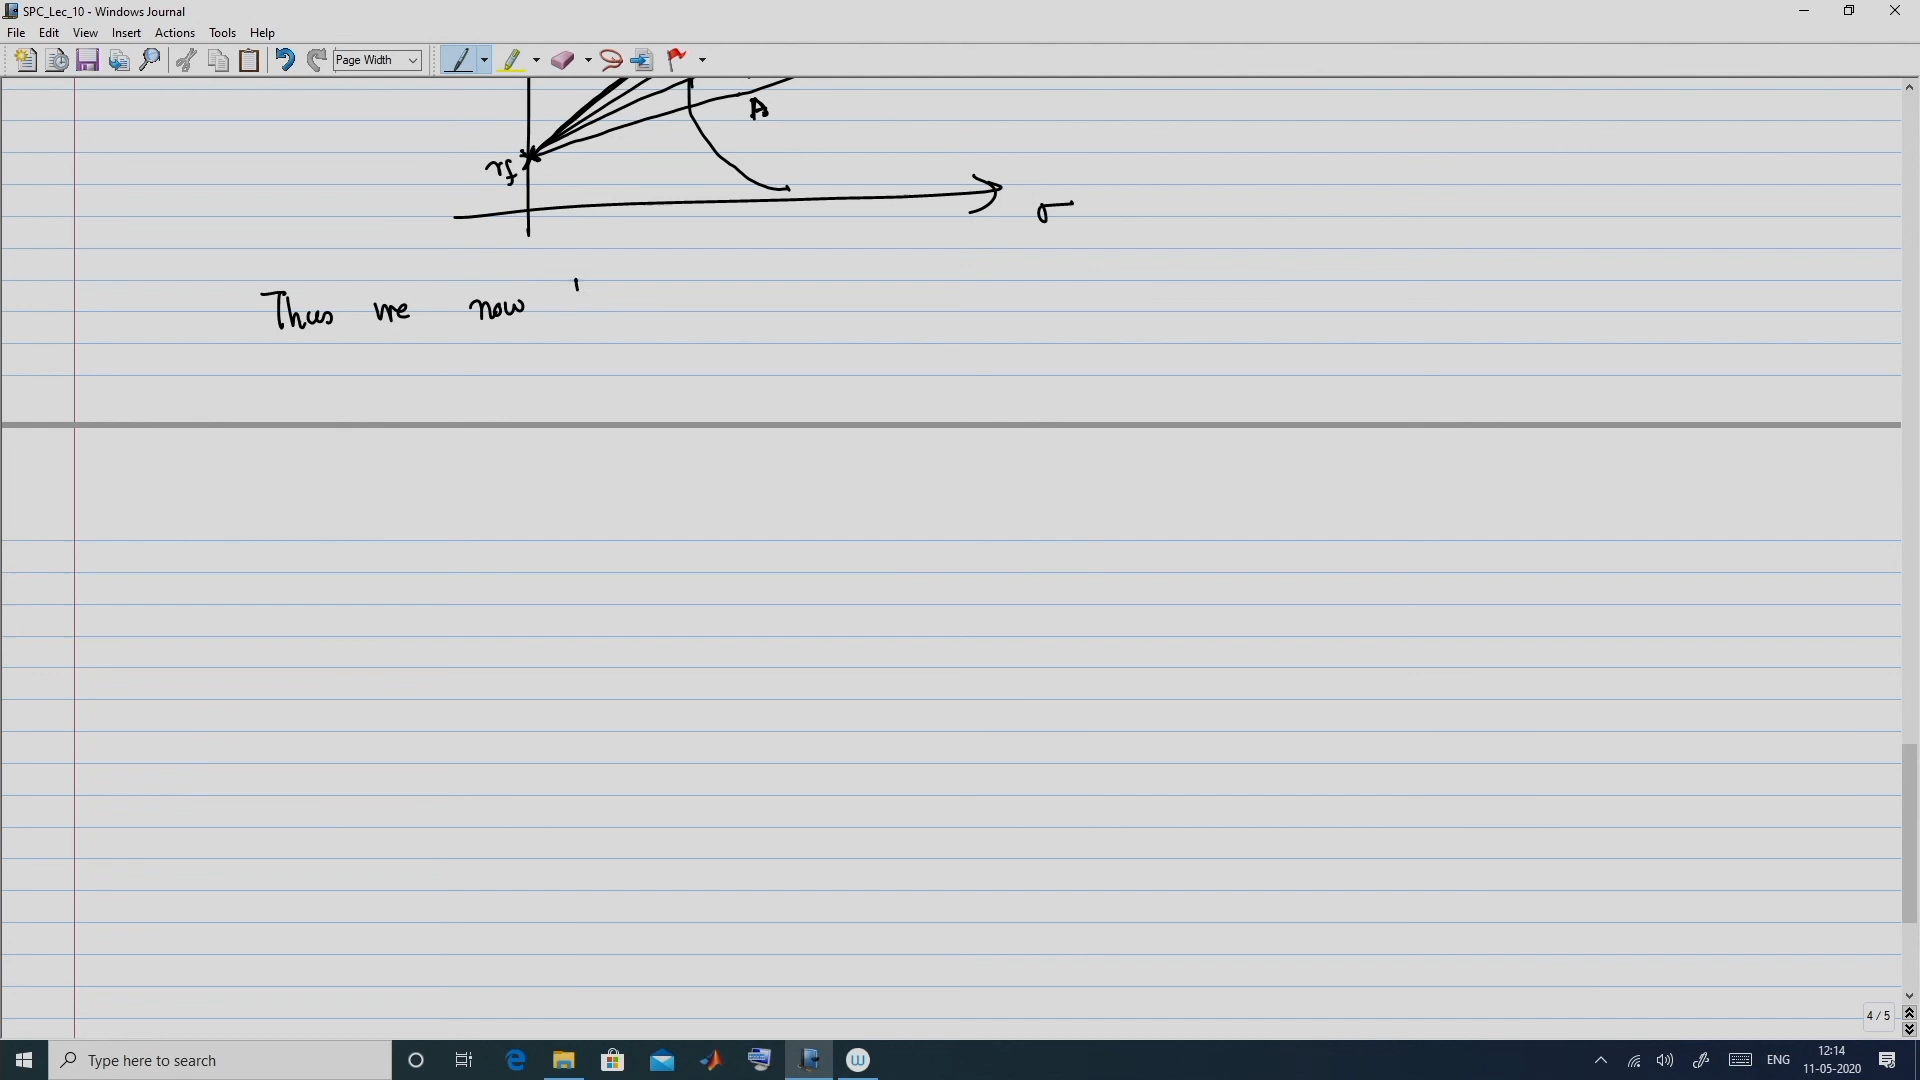 SPC_Lec_10 - Windows Journal
File Edit View Insert Actions Tools Help
Page Width
A
rf
σ
Thus we now
4 / 5
Type here to search
W
ENG
12:14
11-05-2020